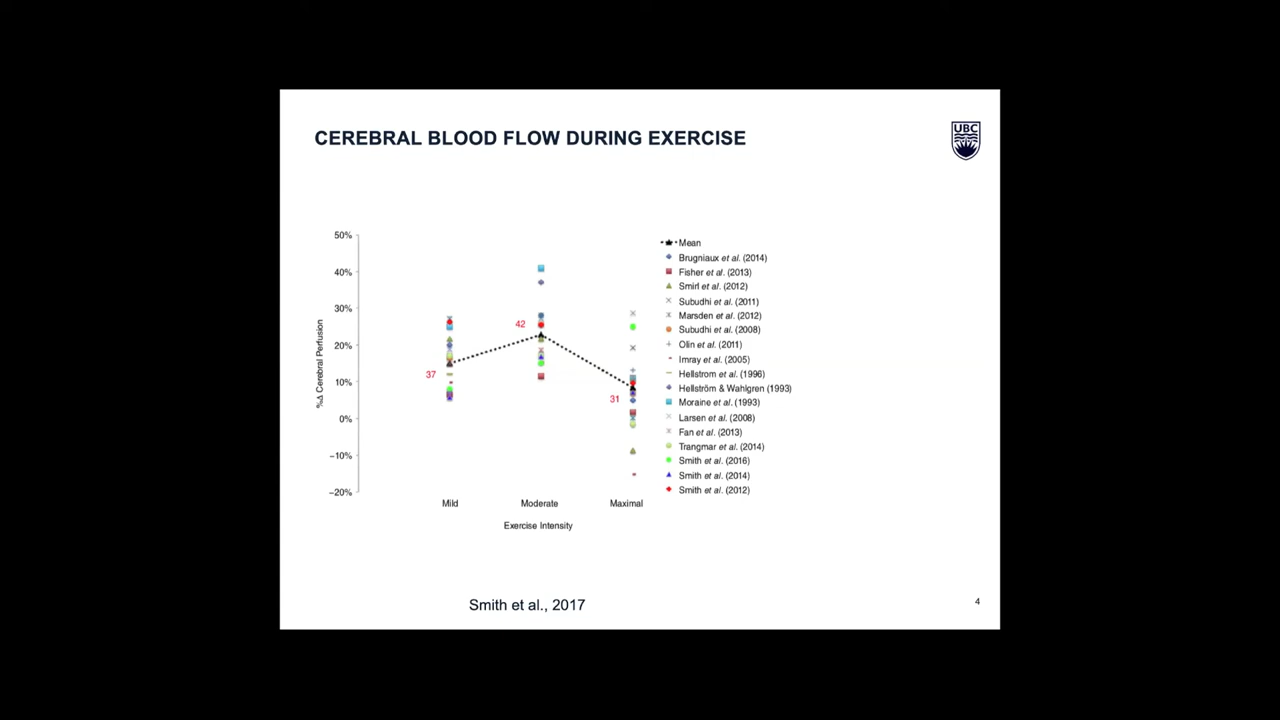 CEREBRAL BLOOD FLOW DURING EXERCISE
UBC
50%
40%
30%
20%
10%
0%
−10%
−20%
%Δ Cerebral Perfusion
37
42
31
Mild
Moderate
Maximal
Exercise Intensity
Mean
Brugniaux et al. (2014)
Fisher et al. (2013)
Smirl et al. (2012)
Subudhi et al. (2011)
Marsden et al. (2012)
Subudhi et al. (2008)
Olin et al. (2011)
Imray et al. (2005)
Hellstrom et al. (1996)
Hellström & Wahlgren (1993)
Moraine et al. (1993)
Larsen et al. (2008)
Fan et al. (2013)
Trangmar et al. (2014)
Smith et al. (2016)
Smith et al. (2014)
Smith et al. (2012)
Smith et al., 2017
4